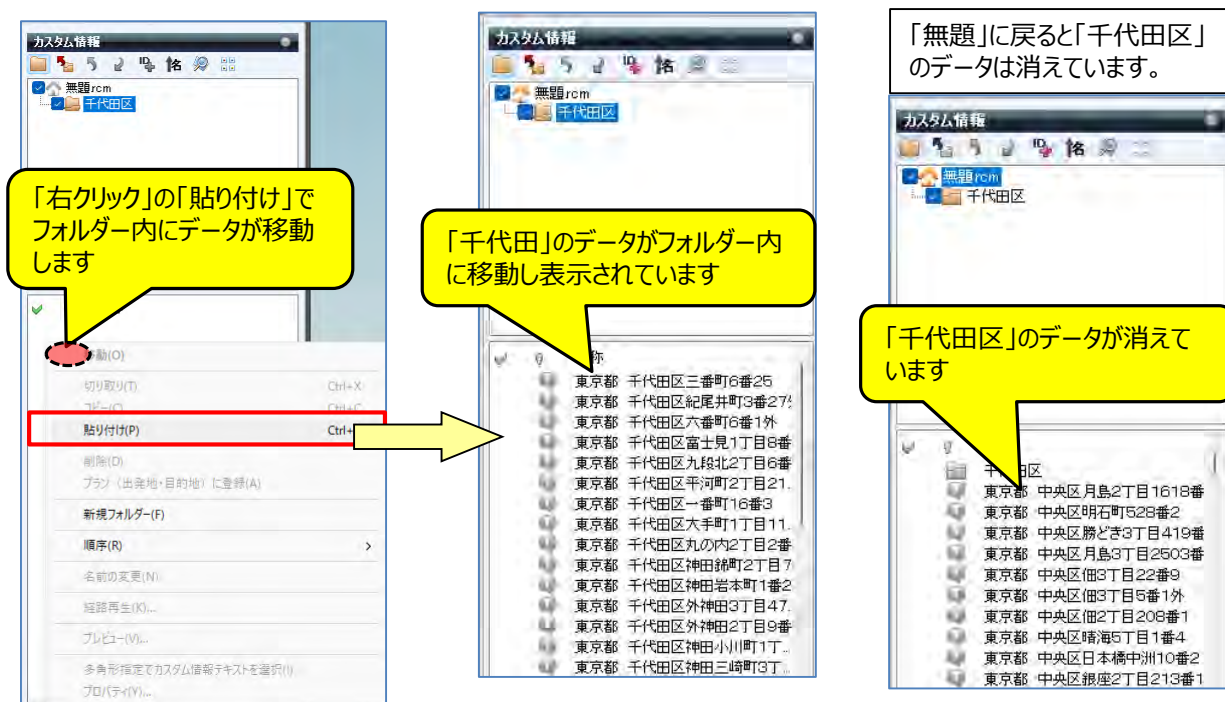 カスタム情報
無題rcm
千代田区
「右クリック」の「貼り付け」で
フォルダー内にデータが移動
します
移動(O)
切り取り(T) Ctrl+X
コピー(C) Ctrl+C
貼り付け(P) Ctrl+
削除(D)
プラン（出発地・目的地）に登録(A)
新規フォルダー(F)
順序(R) >
名前の変更(N)
経路再生(K)...
プレビュー(V)...
多角形指定でカスタム情報テキストを選択(I)
プロパティ(Y)...
カスタム情報
無題rcm
千代田区
「千代田」のデータがフォルダー内
に移動し表示されています
称
東京都 千代田区三番町6番25
東京都 千代田区紀尾井町3番27
東京都 千代田区六番町6番1外
東京都 千代田区富士見1丁目8番
東京都 千代田区九段北2丁目6番
東京都 千代田区平河町2丁目21.
東京都 千代田区一番町16番3
東京都 千代田区大手町1丁目11.
東京都 千代田区丸の内2丁目2番
東京都 千代田区神田錦町2丁目7
東京都 千代田区神田岩本町1番2
東京都 千代田区外神田3丁目47.
東京都 千代田区外神田2丁目9番
東京都 千代田区神田小川町1丁...
東京都 千代田区神田三崎町3丁...
「無題」に戻ると「千代田区」
のデータは消えています。
カスタム情報
無題rcm
千代田区
「千代田区」のデータが消えて
います
千代田区
東京都 中央区月島2丁目1618番
東京都 中央区明石町528番2
東京都 中央区勝どき3丁目419番
東京都 中央区月島3丁目2503番
東京都 中央区佃3丁目22番9
東京都 中央区佃3丁目5番1外
東京都 中央区佃2丁目208番1
東京都 中央区晴海5丁目1番4
東京都 中央区日本橋中洲10番2
東京都 中央区銀座2丁目213番1